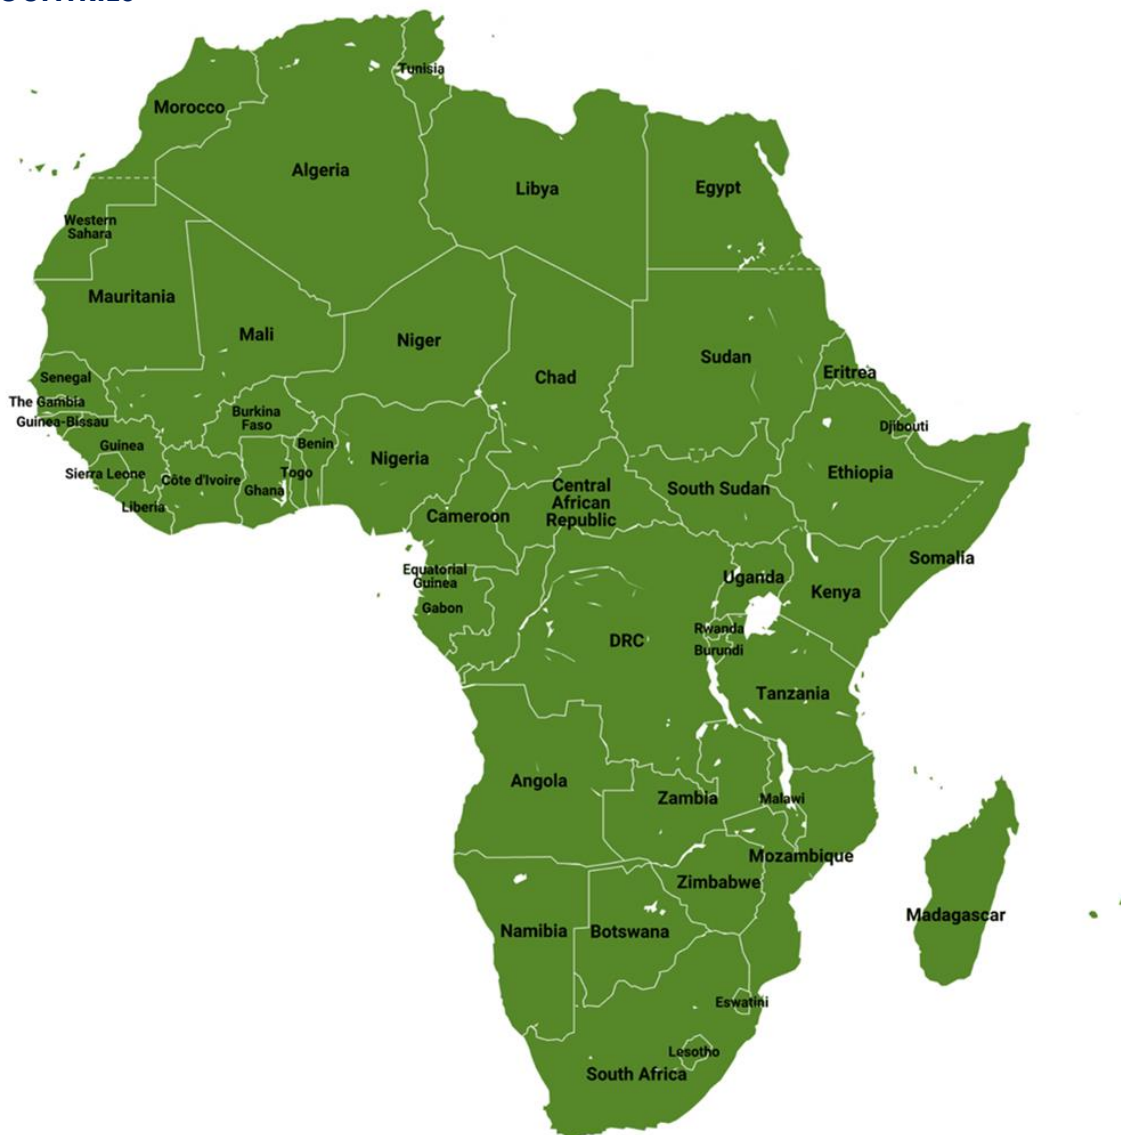 Tunisia
Morocco
Algeria
Libya
Egypt
Western
Sahara
Mauritania
Mali
Niger
Chad
Sudan
Eritrea
Senegal
The Gambia
Guinea-Bissau
Burkina
Faso
Djibouti
Guinea
Benin
Nigeria
Ethiopia
Sierra Leone
Côte d'Ivoire
Togo
Ghana
Liberia
Cameroon
Central
African
Republic
South Sudan
Somalia
Equatorial
Guinea
Uganda
Kenya
Gabon
Rwanda
DRC
Burundi
Tanzania
Angola
Zambia
Malawi
Mozambique
Zimbabwe
Madagascar
Namibia
Botswana
Eswatini
Lesotho
South Africa